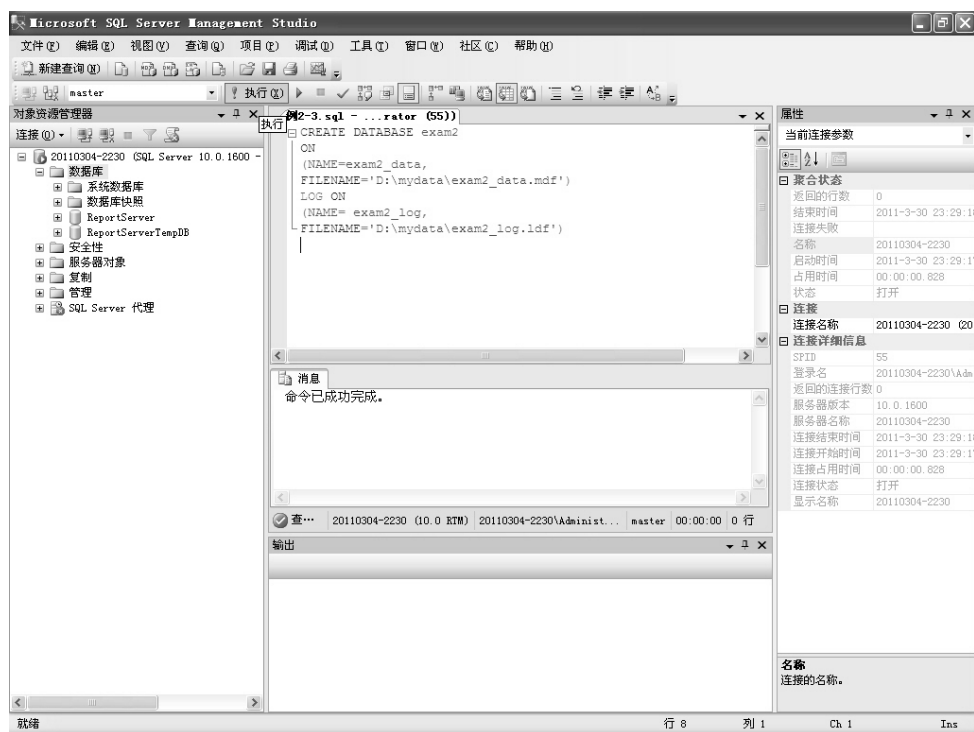 Microsoft SQL Server Management Studio
文件(F) 编辑(E) 视图(V) 查询(Q) 项目(P) 调试(D) 工具(T) 窗口(W) 社区(C) 帮助(H)
新建查询(N)
master 执行(X)
对象资源管理器
执行
连接(O)
20110304-2230 (SQL Server 10.0.1600 -
数据库
系统数据库
数据库快照
ReportServer
ReportServerTempDB
安全性
服务器对象
复制
管理
SQL Server 代理
例2-3.sql - ...rator (55))
CREATE DATABASE exam2
ON
(NAME=exam2_data,
FILENAME='D:\mydata\exam2_data.mdf')
LOG ON
(NAME= exam2_log,
FILENAME='D:\mydata\exam2_log.ldf')
消息
命令已成功完成。
查… 20110304-2230 (10.0 RTM) 20110304-2230\Administ... master 00:00:00 0 行
输出
属性
当前连接参数
聚合状态
返回的行数 0
结束时间 2011-3-30 23:29:18
连接失败
名称 20110304-2230
启动时间 2011-3-30 23:29:17
占用时间 00:00:00.828
状态 打开
连接
连接名称 20110304-2230 (20
连接详细信息
SPID 55
登录名 20110304-2230\Adm
返回的连接行数 0
服务器版本 10.0.1600
服务器名称 20110304-2230
连接结束时间 2011-3-30 23:29:18
连接开始时间 2011-3-30 23:29:17
连接占用时间 00:00:00.828
连接状态 打开
显示名称 20110304-2230
名称
连接的名称。
就绪 行 8 列 1 Ch 1 Ins